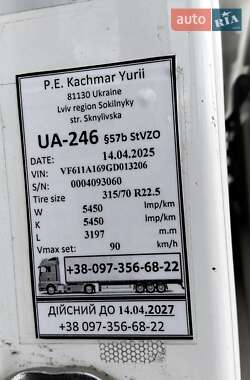 auto RIA
P.E. Kachmar Yurii
81130 Ukraine
Lviv region Sokilnyky
str. Sknylivska
UA-246 §57b StVZO
DATE: 14.04.2025
VIN: VF611A169GD013206
S/N: 0004093060
Tire size 315/70 R22.5
W 5450 Imp/km
K 5450 Imp/km
L 3197 m.m
Vmax set: 90 km/h
+38-097-356-68-22
ДІЙСНИЙ ДО 14.04.2027
+38 097-356-68-22